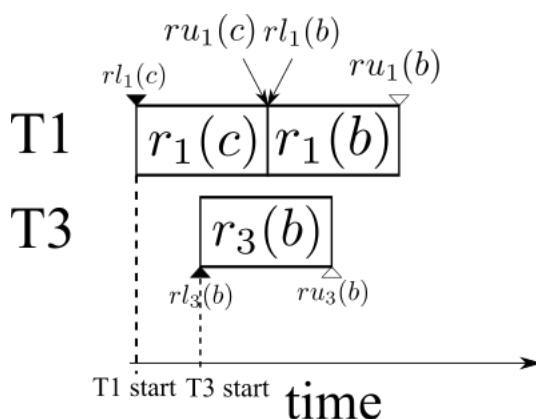 ru₁(c) rl₁(b)
rl₁(c) ru₁(b)
T1 r₁(c) r₁(b)
T3 r₃(b)
rl₃(b) ru₃(b)
T1 start T3 start time